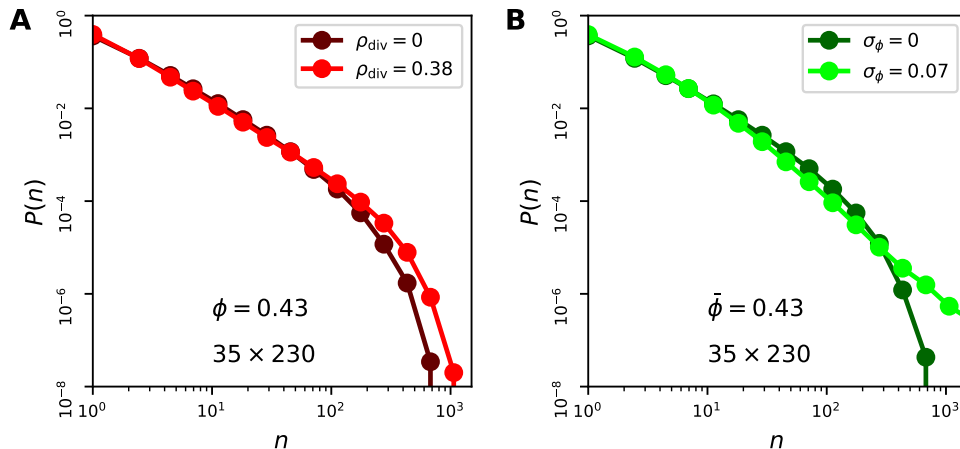 A
10^0
10^−2
10^−4
10^−6
10^−8
P(n)
ρ_div = 0
ρ_div = 0.38
ϕ = 0.43
35 × 230
10^0
10^1
10^2
10^3
n
B
10^0
10^−2
10^−4
10^−6
10^−8
P(n)
σ_ϕ = 0
σ_ϕ = 0.07
ϕ̄ = 0.43
35 × 230
10^0
10^1
10^2
10^3
n